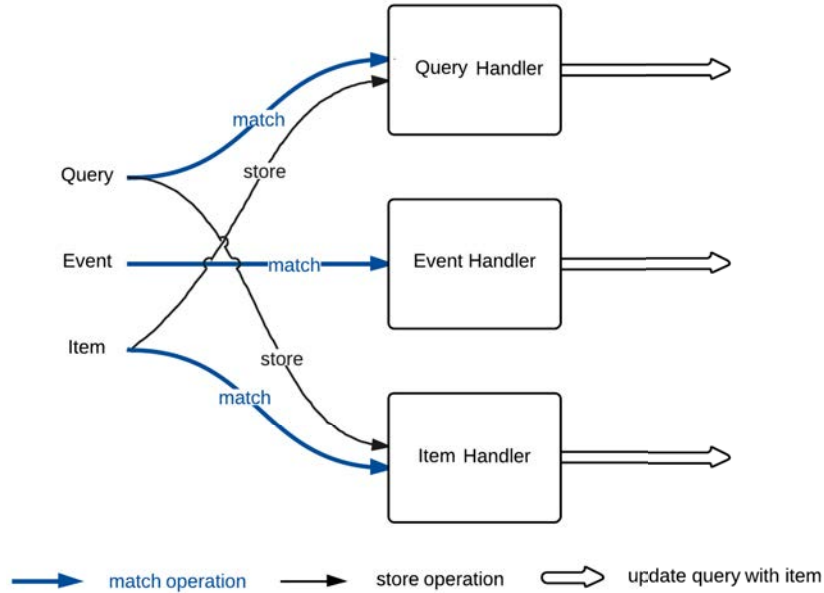 Query Handler
match
store
Query
Event
match
Event Handler
Item
store
match
Item Handler
match operation
store operation
update query with item